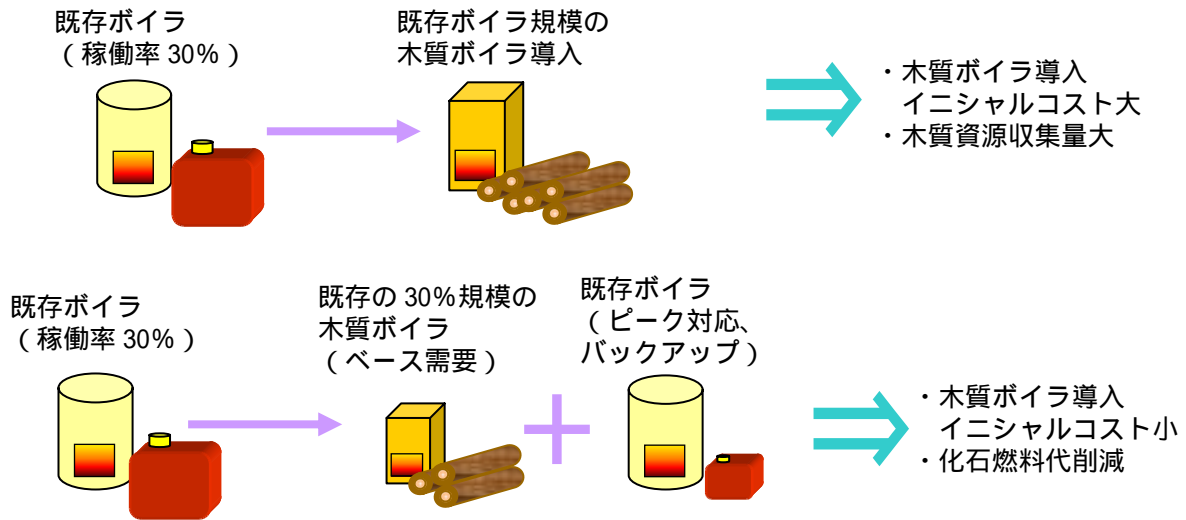 既存ボイラ
（稼働率 30％）
既存ボイラ規模の
木質ボイラ導入
・木質ボイラ導入
イニシャルコスト大
・木質資源収集量大
既存ボイラ
（稼働率 30％）
既存の 30％規模の
木質ボイラ
（ベース需要）
既存ボイラ
（ピーク対応、
バックアップ）
・木質ボイラ導入
イニシャルコスト小
・化石燃料代削減